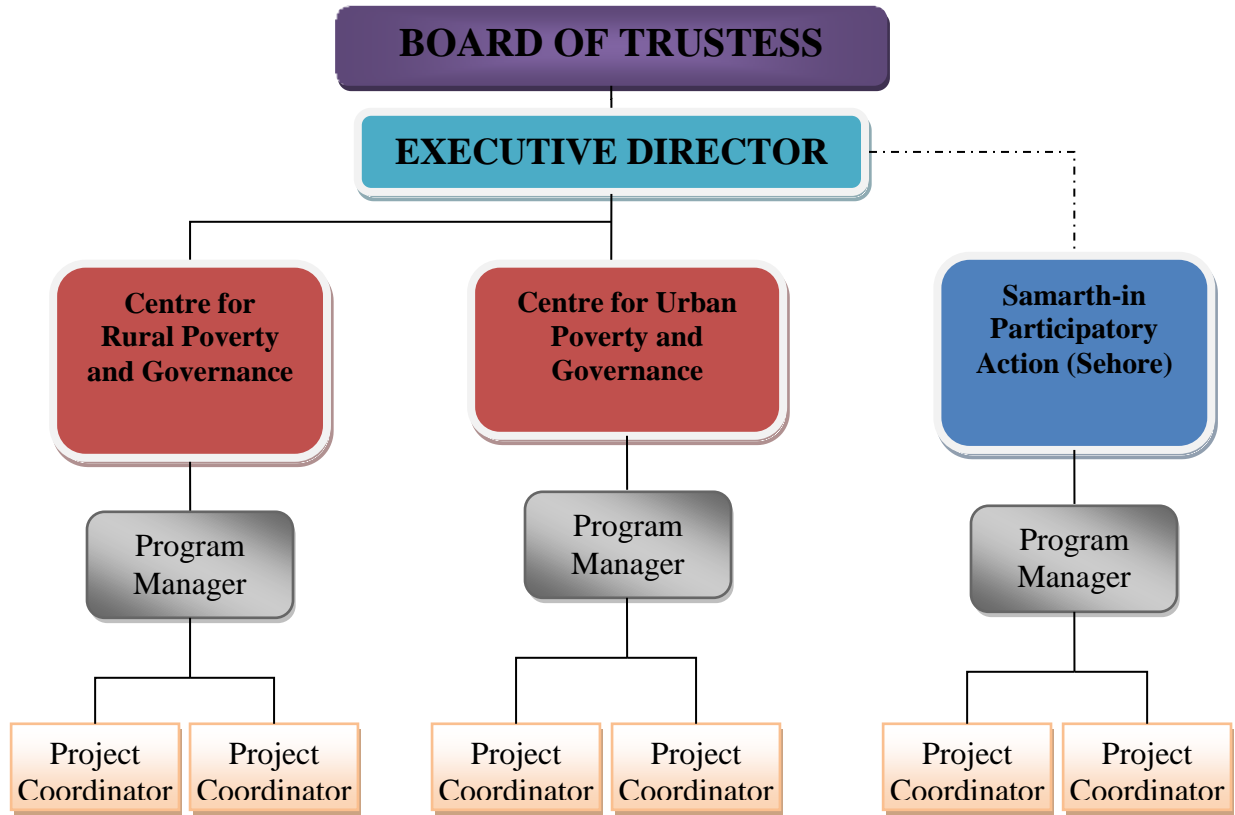 BOARD OF TRUSTESS
EXECUTIVE DIRECTOR
Centre for
Rural Poverty
and Governance
Centre for Urban
Poverty and
Governance
Samarth-in
Participatory
Action (Sehore)
Program
Manager
Program
Manager
Program
Manager
Project
Coordinator
Project
Coordinator
Project
Coordinator
Project
Coordinator
Project
Coordinator
Project
Coordinator